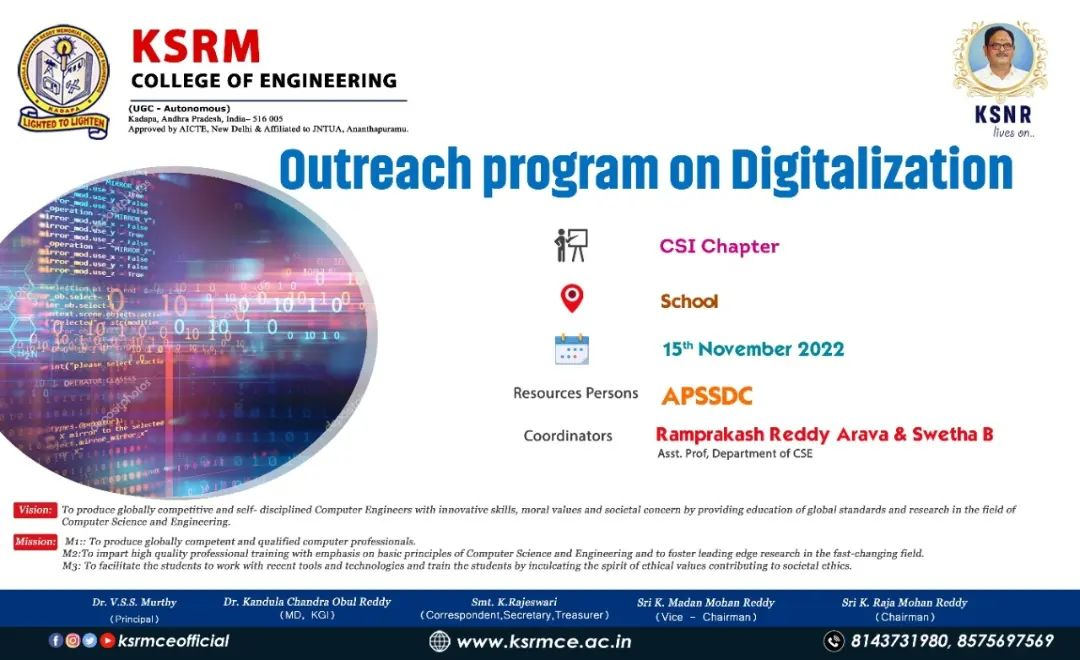 KSRM
COLLEGE OF ENGINEERING
(UGC - Autonomous)
Kadapa, Andhra Pradesh, India– 516 005
Approved by AICTE, New Delhi & Affiliated to JNTUA, Ananthapuramu.
KADAPA
LIGHTED TO LIGHTEN
KSNR
lives on..
Outreach program on Digitalization
CSI Chapter
School
15th November 2022
Resources Persons APSSDC
Coordinators Ramprakash Reddy Arava & Swetha B
Asst. Prof, Department of CSE
Vision: To produce globally competitive and self- disciplined Computer Engineers with innovative skills, moral values and societal concern by providing education of global standards and research in the field of
Computer Science and Engineering.
Mission: M1:: To produce globally competent and qualified computer professionals.
M2:To impart high quality professional training with emphasis on basic principles of Computer Science and Engineering and to foster leading edge research in the fast-changing field.
M3: To facilitate the students to work with recent tools and technologies and train the students by inculcating the spirit of ethical values contributing to societal ethics.
Dr. V.S.S. Murthy Dr. Kandula Chandra Obul Reddy Smt. K.Rajeswari Sri K. Madan Mohan Reddy Sri K. Raja Mohan Reddy
(Principal) (MD, KGI) (Correspondent,Secretary,Treasurer) (Vice - Chairman) (Chairman)
ksrmceofficial www.ksrmce.ac.in 8143731980, 8575697569